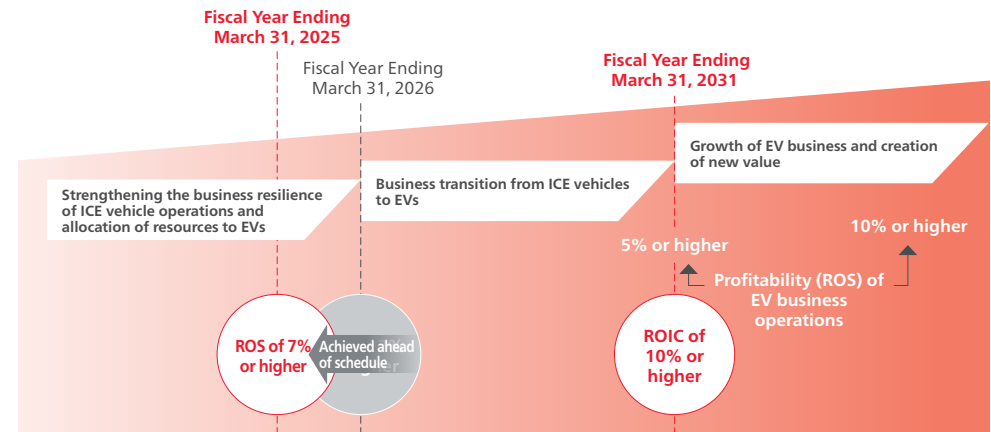 Fiscal Year Ending
March 31, 2025
Fiscal Year Ending
March 31, 2026
Fiscal Year Ending
March 31, 2031
Strengthening the business resilience
of ICE vehicle operations and
allocation of resources to EVs
Business transition from ICE vehicles
to EVs
Growth of EV business and creation
of new value
5% or higher
10% or higher
Profitability (ROS) of
EV business
operations
ROS of 7%
or higher
Achieved ahead
of schedule
ROIC of
10% or
higher